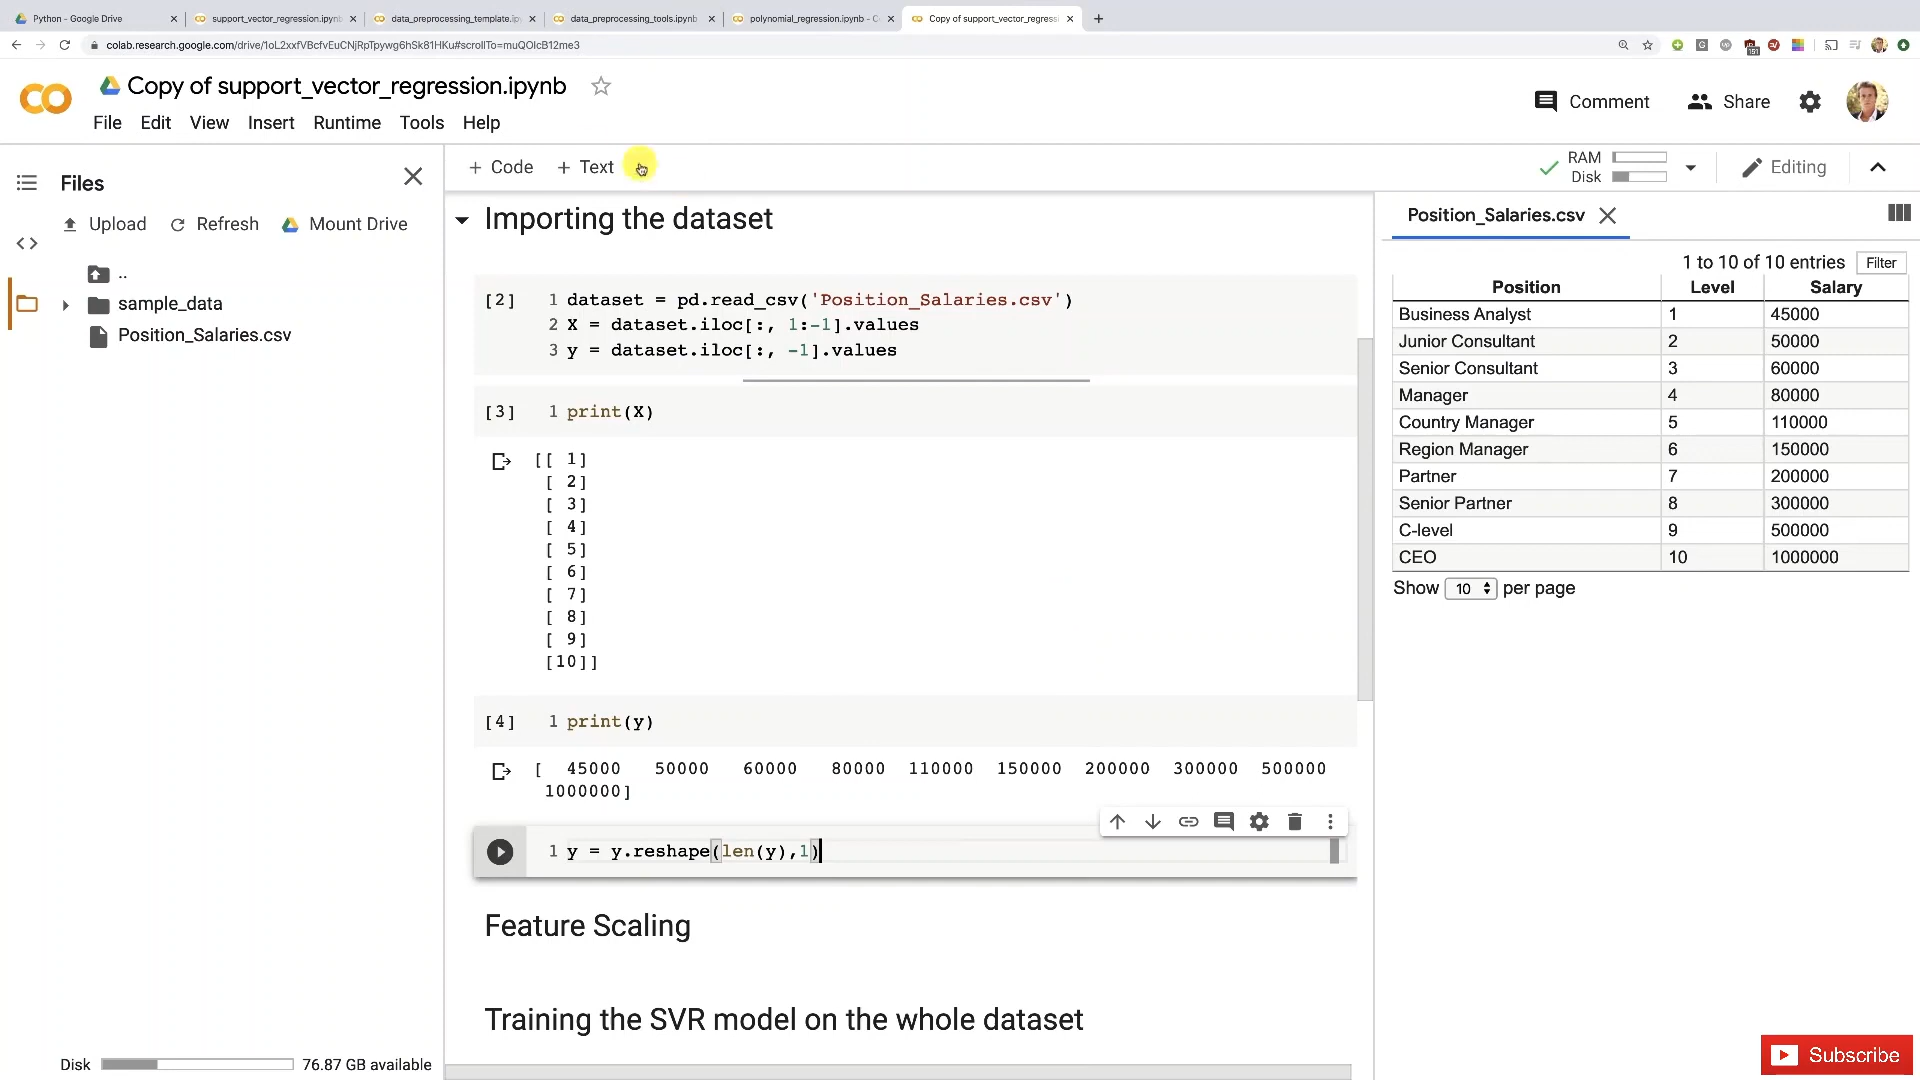 Python - Google Drive
support_vector_regression.ipynb
data_preprocessing_template.ip
data_preprocessing_tools.ipynb
polynomial_regression.ipynb - C
Copy of support_vector_regress
colab.research.google.com/drive/1oL2xxfVBcfvEuCNjRpTpywg6hSk81HKu#scrollTo=muQOlcB12me3
Copy of support_vector_regression.ipynb
Comment
Share
File Edit View Insert Runtime Tools Help
Files
+ Code + Text
RAM
Disk
Editing
Upload Refresh Mount Drive
..
sample_data
Position_Salaries.csv
Disk 76.87 GB available
Importing the dataset
[2] 1 dataset = pd.read_csv('Position_Salaries.csv')
2 X = dataset.iloc[:, 1:-1].values
3 y = dataset.iloc[:, -1].values
[3] 1 print(X)
[[ 1]
[ 2]
[ 3]
[ 4]
[ 5]
[ 6]
[ 7]
[ 8]
[ 9]
[10]]
[4] 1 print(y)
[ 45000 50000 60000 80000 110000 150000 200000 300000 500000
1000000]
1 y = y.reshape(len(y),1)
Feature Scaling
Training the SVR model on the whole dataset
Position_Salaries.csv
1 to 10 of 10 entries Filter
Position Level Salary
Business Analyst 1 45000
Junior Consultant 2 50000
Senior Consultant 3 60000
Manager 4 80000
Country Manager 5 110000
Region Manager 6 150000
Partner 7 200000
Senior Partner 8 300000
C-level 9 500000
CEO 10 1000000
Show 10 per page
Subscribe